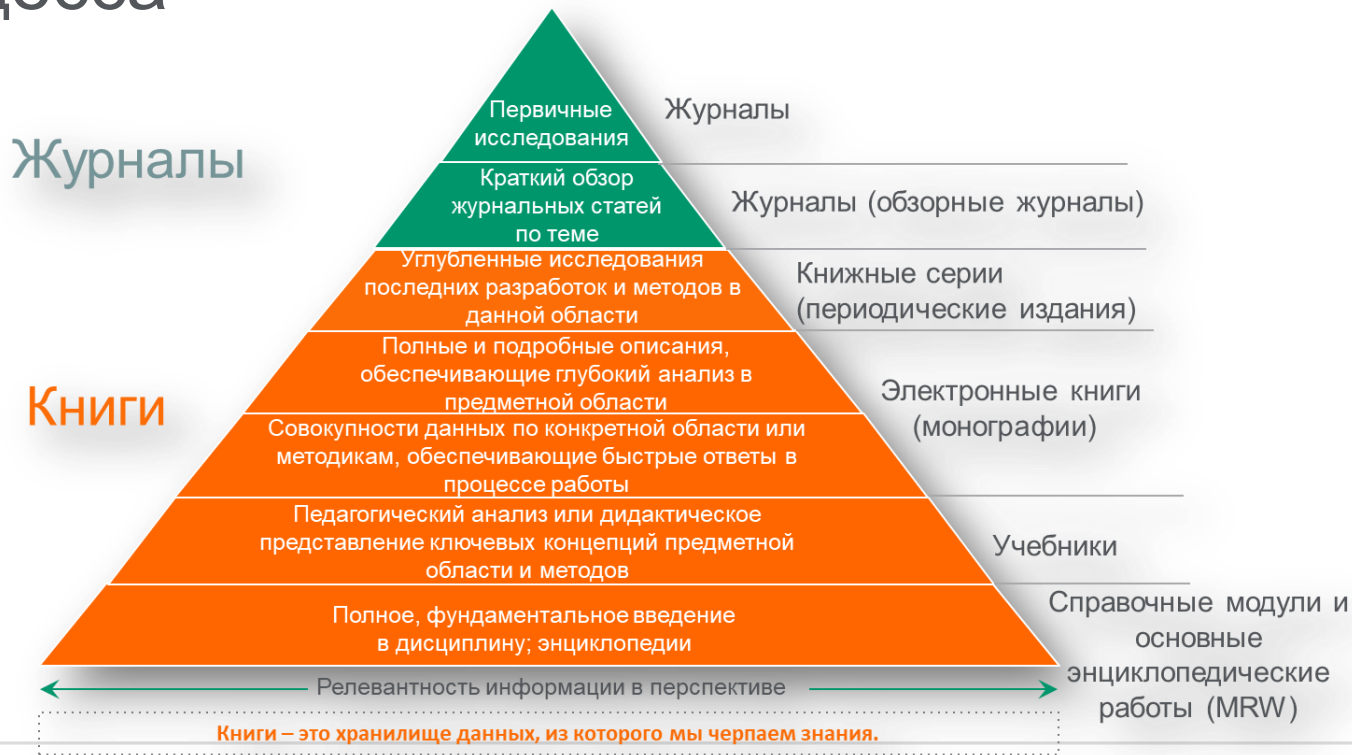 Журналы
Книги
Первичные
исследования
Краткий обзор
журнальных статей
по теме
Углубленные исследования
последних разработок и методов в
данной области
Полные и подробные описания,
обеспечивающие глубокий анализ в
предметной области
Совокупности данных по конкретной области или
методикам, обеспечивающие быстрые ответы в
процессе работы
Педагогический анализ или дидактическое
представление ключевых концепций предметной
области и методов
Полное, фундаментальное введение
в дисциплину; энциклопедии
Журналы
Журналы (обзорные журналы)
Книжные серии
(периодические издания)
Электронные книги
(монографии)
Учебники
Справочные модули и
основные
энциклопедические
работы (MRW)
Релевантность информации в перспективе
Книги – это хранилище данных, из которого мы черпаем знания.